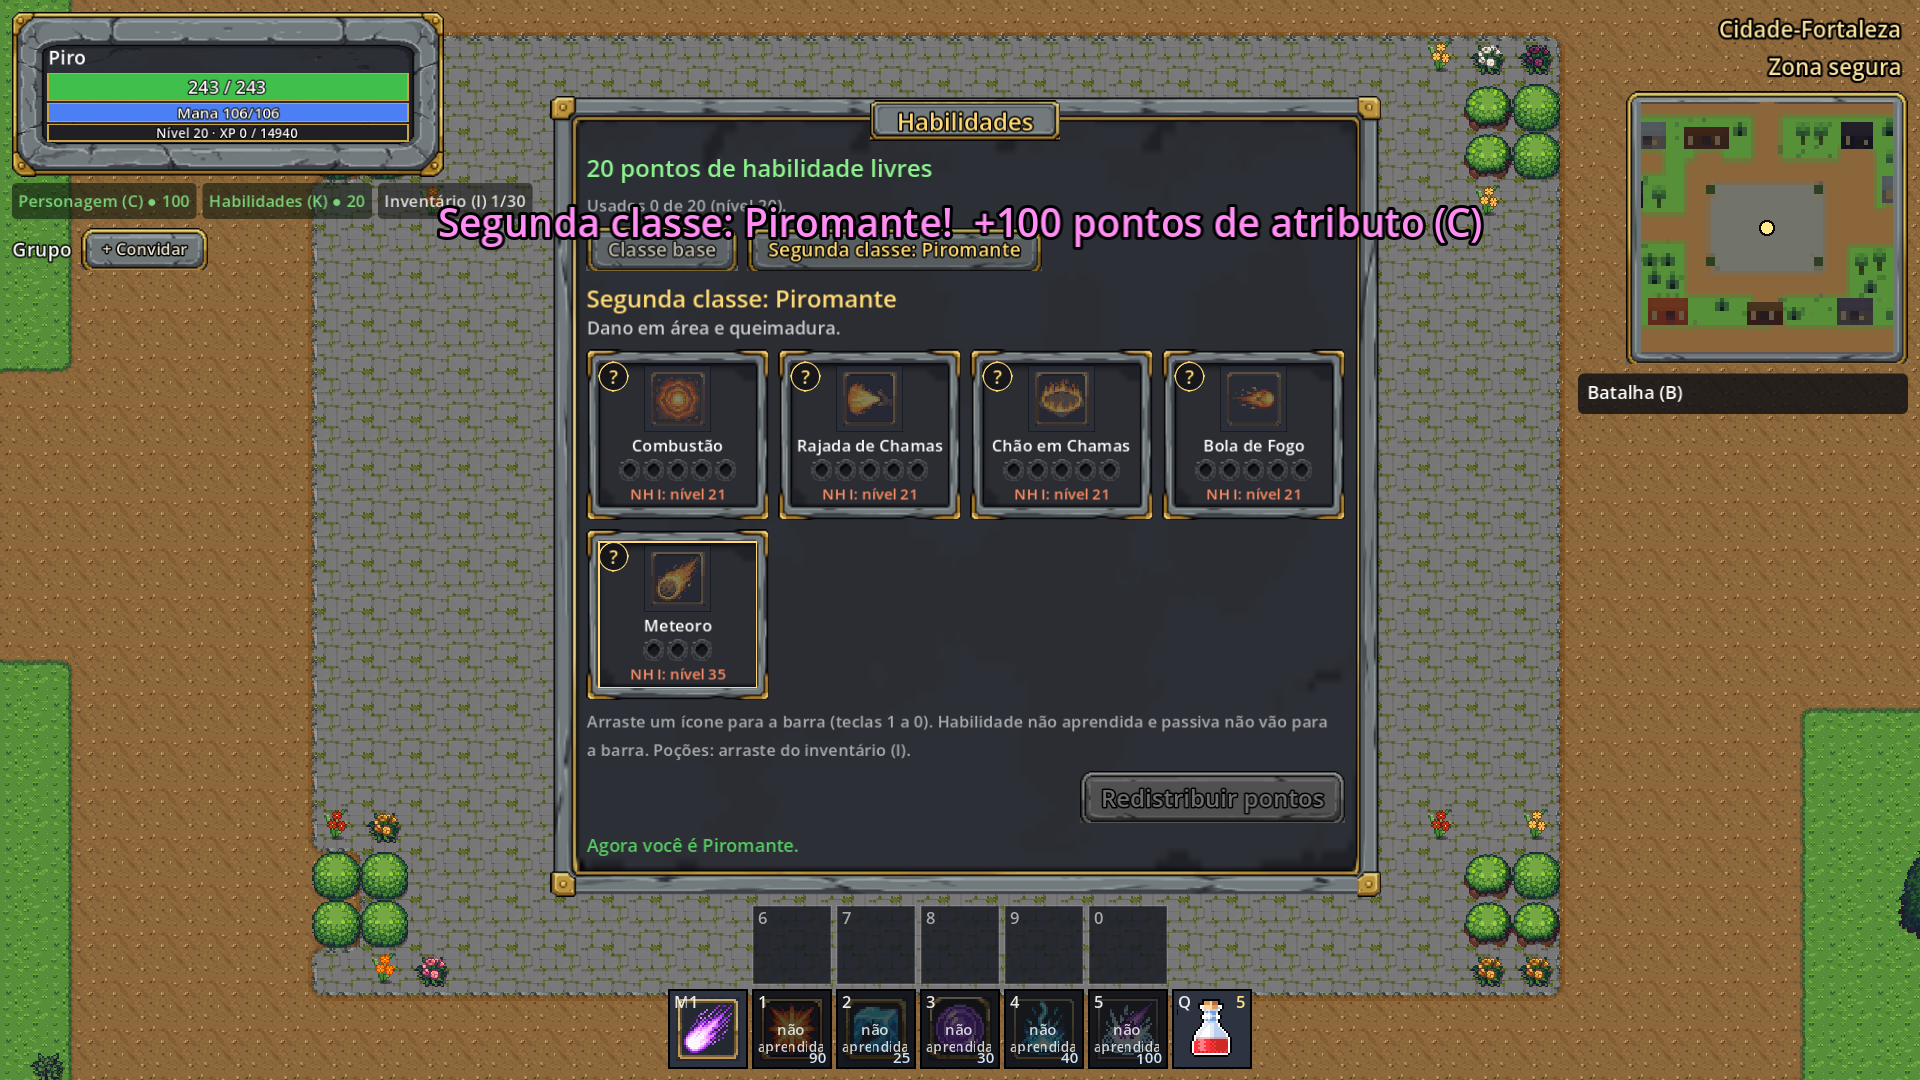 Piro
243 / 243
Mana 106/106
Nível 20 · XP 0 / 14940
Personagem (C) ● 100
Habilidades (K) ● 20
Inventário (I) 1/30
Grupo
+ Convidar
Cidade-Fortaleza
Zona segura
Batalha (B)
Habilidades
20 pontos de habilidade livres
Usados 0 de 20 (nível 20).
Segunda classe: Piromante! +100 pontos de atributo (C)
Classe base
Segunda classe: Piromante
Segunda classe: Piromante
Dano em área e queimadura.
?
Combustão
NH I: nível 21
?
Rajada de Chamas
NH I: nível 21
?
Chão em Chamas
NH I: nível 21
?
Bola de Fogo
NH I: nível 21
?
Meteoro
NH I: nível 35
Arraste um ícone para a barra (teclas 1 a 0). Habilidade não aprendida e passiva não vão para
a barra. Poções: arraste do inventário (I).
Redistribuir pontos
Agora você é Piromante.
6
7
8
9
0
M1
1
não
aprendida
90
2
não
aprendida
25
3
não
aprendida
30
4
não
aprendida
40
5
não
aprendida
100
Q
5